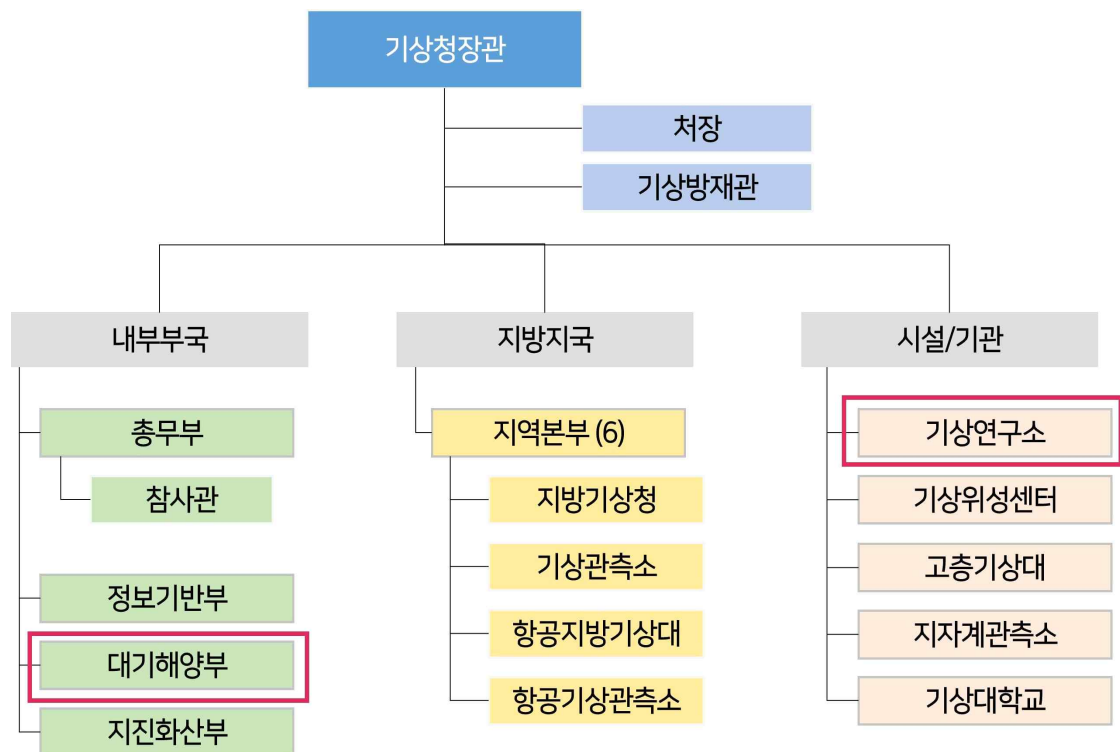 기상청장관
처장
기상방재관
내부부국
총무부
참사관
정보기반부
대기해양부
지진화산부
지방지국
지역본부 (6)
지방기상청
기상관측소
항공지방기상대
항공기상관측소
시설/기관
기상연구소
기상위성센터
고층기상대
지자계관측소
기상대학교